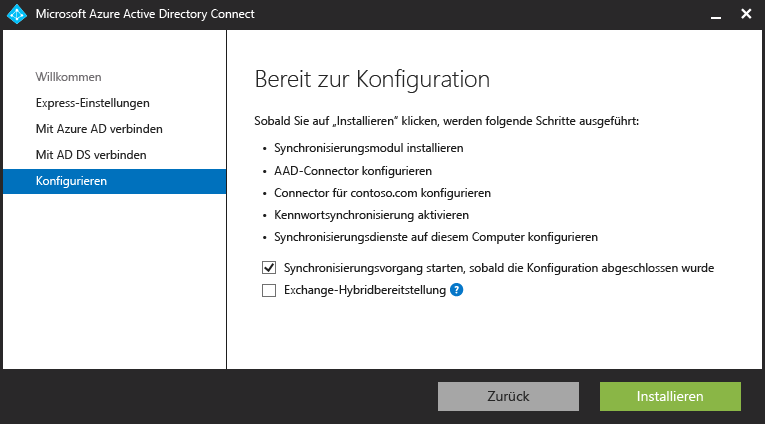 Microsoft Azure Active Directory Connect
Willkommen
Express-Einstellungen
Mit Azure AD verbinden
Mit AD DS verbinden
Konfigurieren
Bereit zur Konfiguration
Sobald Sie auf „Installieren“ klicken, werden folgende Schritte ausgeführt:
• Synchronisierungsmodul installieren
• AAD-Connector konfigurieren
• Connector für contoso.com konfigurieren
• Kennwortsynchronisierung aktivieren
• Synchronisierungsdienste auf diesem Computer konfigurieren
Synchronisierungsvorgang starten, sobald die Konfiguration abgeschlossen wurde
Exchange-Hybridbereitstellung ?
Zurück
Installieren